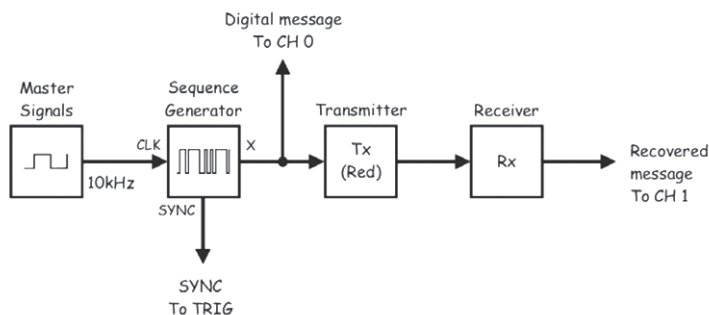 Digital message
To CH 0
Master
Signals
Sequence
Generator
Transmitter
Receiver
CLK
X
Tx
(Red)
Rx
10kHz
Recovered
message
To CH 1
SYNC
SYNC
To TRIG